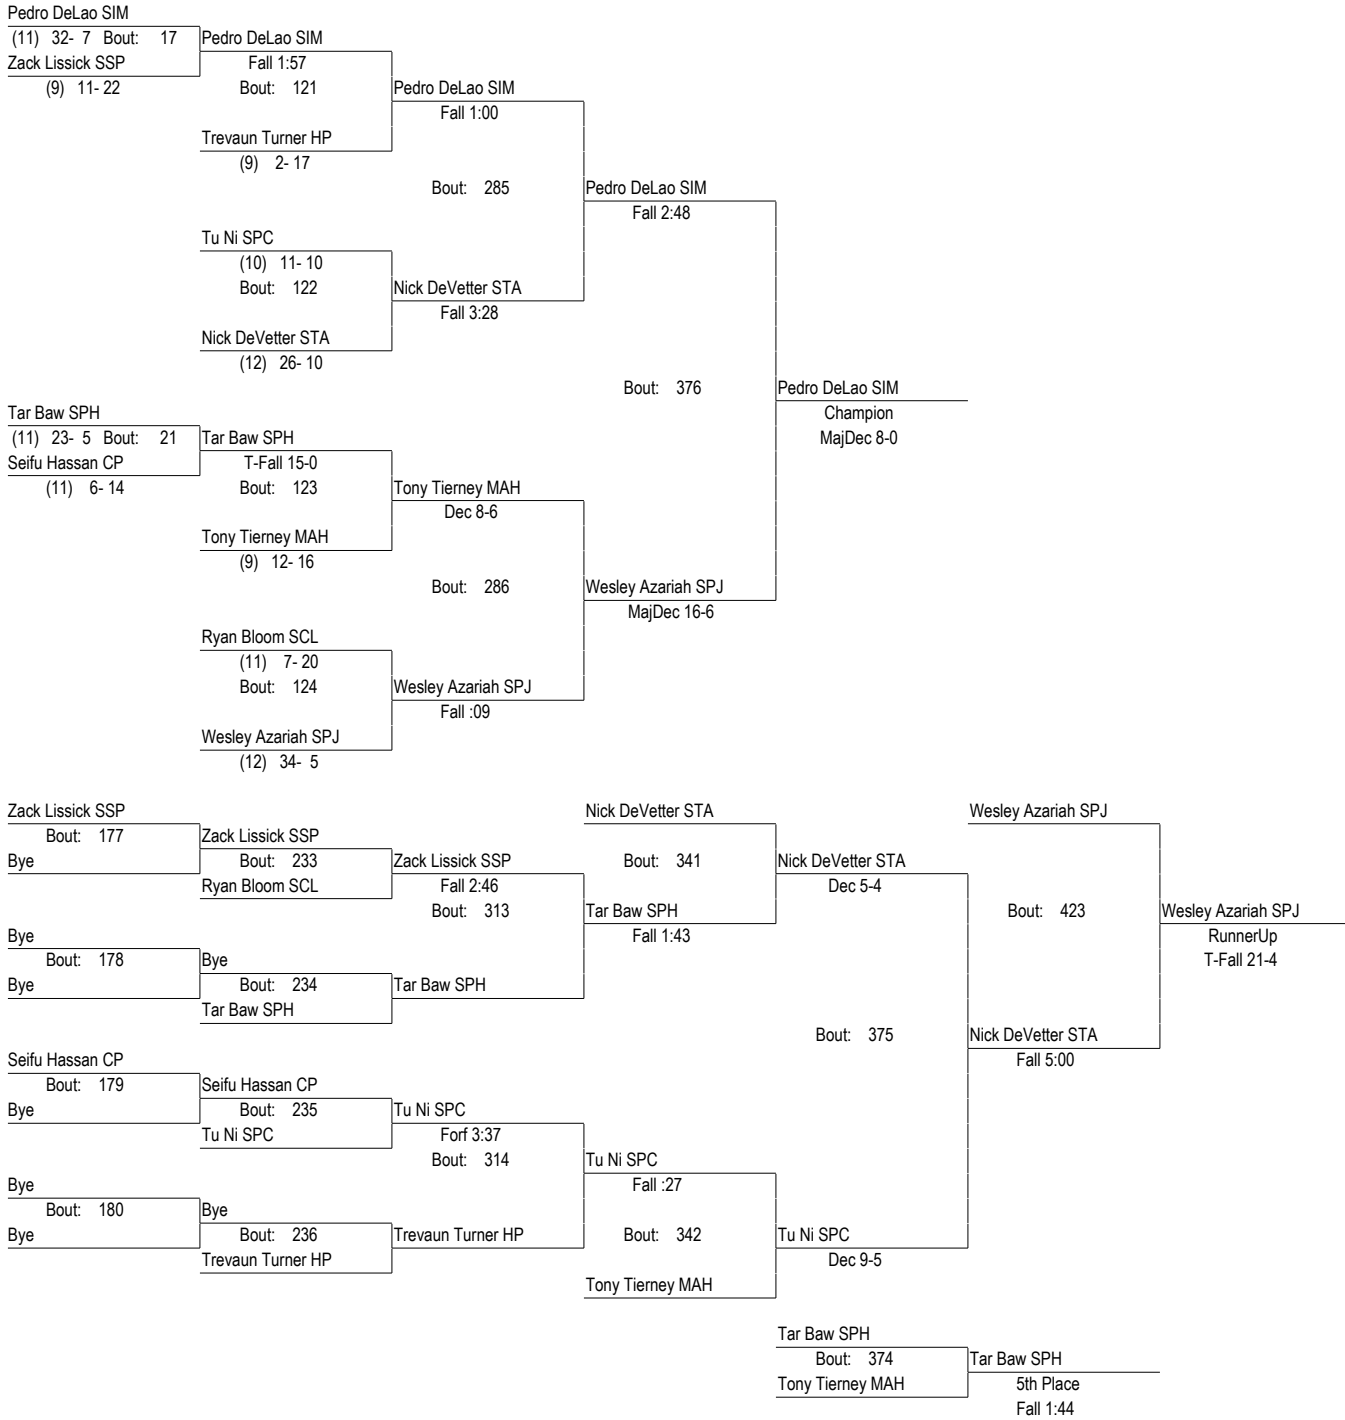 Pedro DeLao SIM
(11) 32- 7 Bout: 17 Pedro DeLao SIM
Zack Lissick SSP Fall 1:57
(9) 11- 22 Bout: 121 Pedro DeLao SIM
Fall 1:00
Trevaun Turner HP
(9) 2- 17
Bout: 285 Pedro DeLao SIM
Fall 2:48
Tu Ni SPC
(10) 11- 10
Bout: 122 Nick DeVetter STA
Fall 3:28
Nick DeVetter STA
(12) 26- 10
Bout: 376 Pedro DeLao SIM
Tar Baw SPH Champion
(11) 23- 5 Bout: 21 Tar Baw SPH MajDec 8-0
Seifu Hassan CP T-Fall 15-0
(11) 6- 14 Bout: 123 Tony Tierney MAH
Dec 8-6
Tony Tierney MAH
(9) 12- 16
Bout: 286 Wesley Azariah SPJ
MajDec 16-6
Ryan Bloom SCL
(11) 7- 20
Bout: 124 Wesley Azariah SPJ
Fall :09
Wesley Azariah SPJ
(12) 34- 5
Zack Lissick SSP Nick DeVetter STA Wesley Azariah SPJ
Bout: 177 Zack Lissick SSP
Bye Bout: 233 Zack Lissick SSP Bout: 341 Nick DeVetter STA
Ryan Bloom SCL Fall 2:46 Dec 5-4
Bout: 313 Tar Baw SPH Bout: 423 Wesley Azariah SPJ
Bye Fall 1:43 RunnerUp
Bout: 178 Bye T-Fall 21-4
Bye Bout: 234 Tar Baw SPH
Tar Baw SPH
Bout: 375 Nick DeVetter STA
Seifu Hassan CP Fall 5:00
Bout: 179 Seifu Hassan CP
Bye Bout: 235 Tu Ni SPC
Tu Ni SPC Forf 3:37
Bout: 314 Tu Ni SPC
Bye Fall :27
Bout: 180 Bye
Bye Bout: 236 Trevaun Turner HP Bout: 342 Tu Ni SPC
Trevaun Turner HP Dec 9-5
Tony Tierney MAH
Tar Baw SPH
Bout: 374 Tar Baw SPH
Tony Tierney MAH 5th Place
Fall 1:44